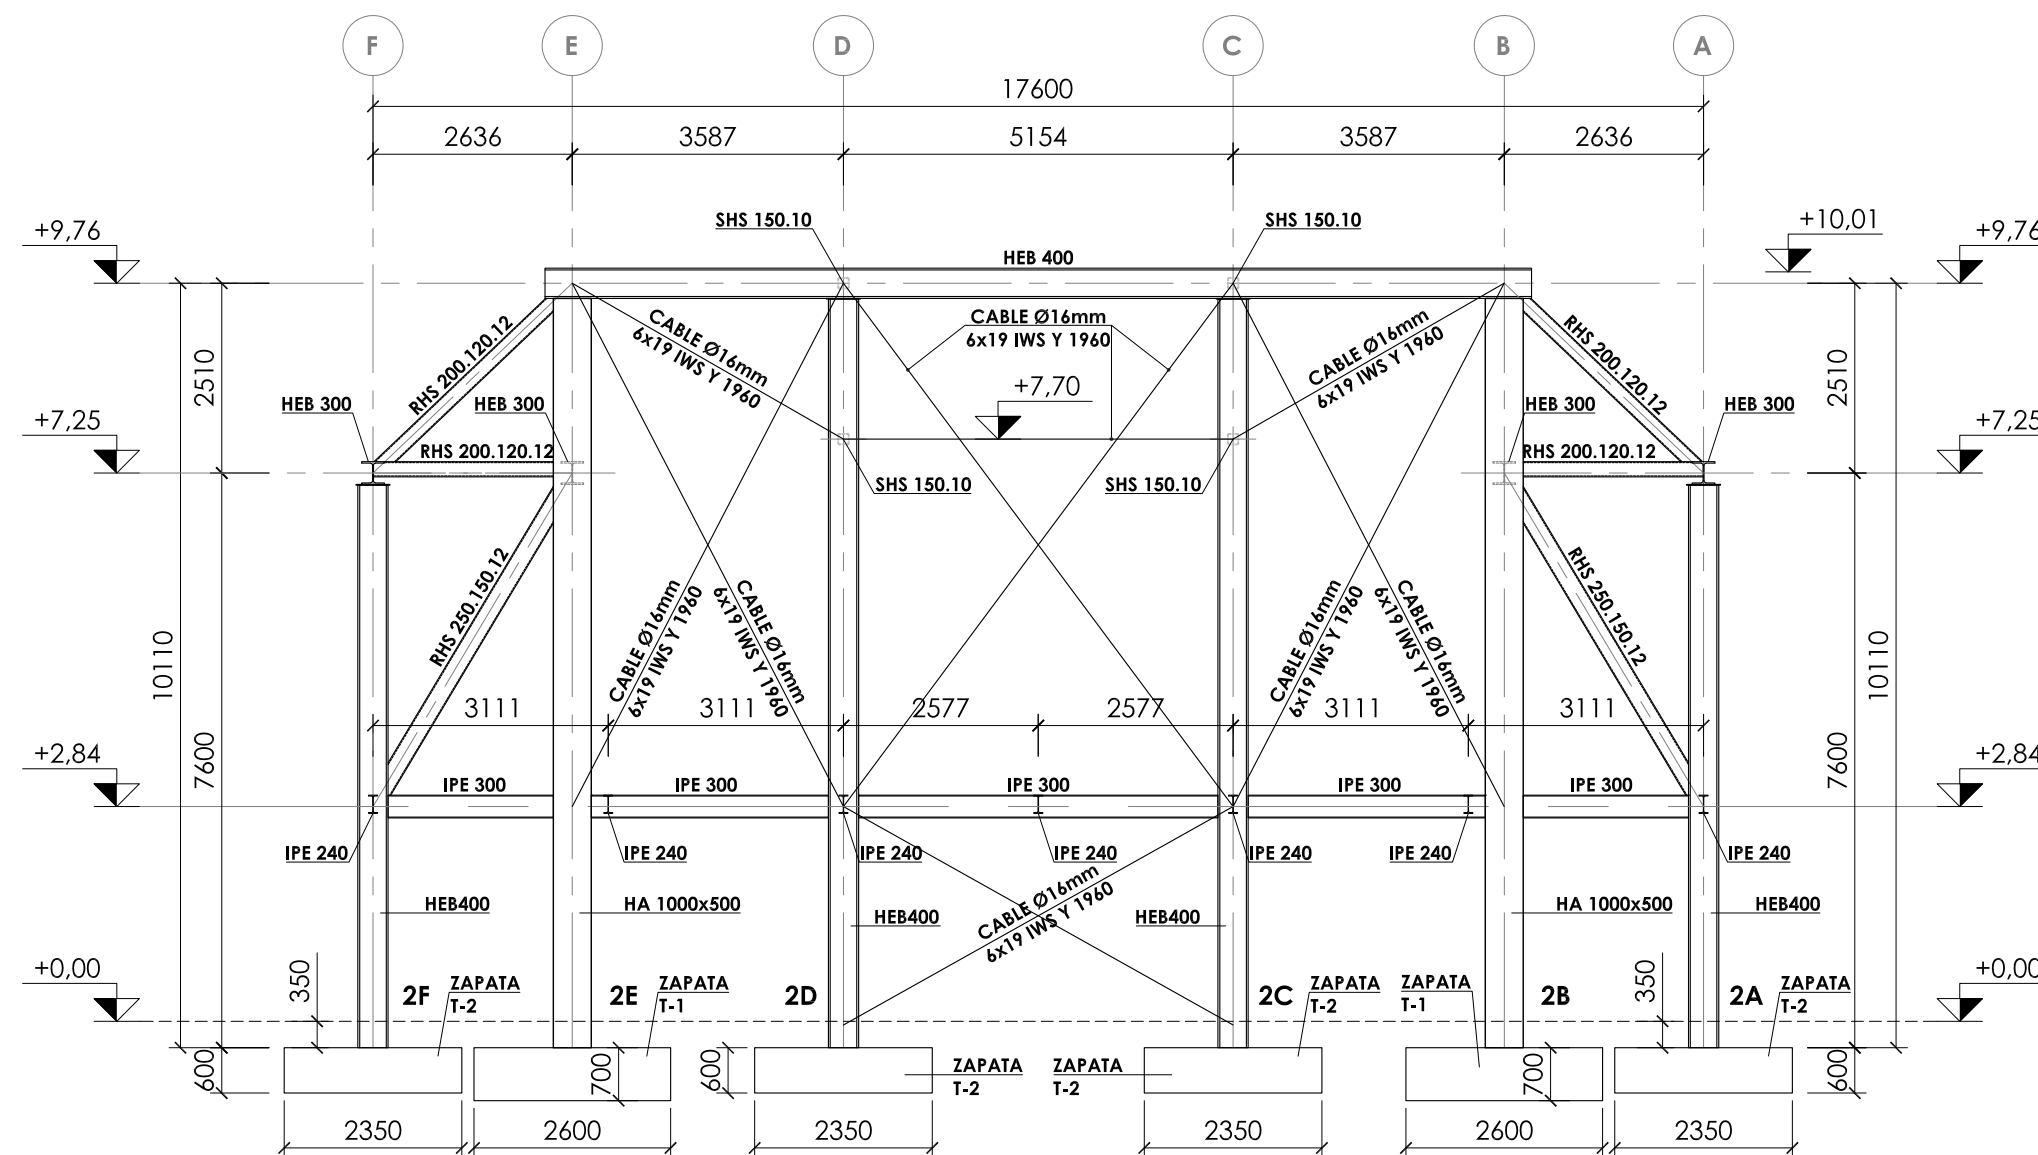 F E D C B A
17600
2636 3587 5154 3587 2636
SHS 150.10 SHS 150.10
+9,76 +10,01 +9,76
HEB 400
CABLE Ø16mm
6x19 IWS Y 1960
CABLE Ø16mm
6x19 IWS Y 1960
CABLE Ø16mm
6x19 IWS Y 1960
RHS 200.120.12 RHS 200.120.12
2510 2510
+7,70
HEB 300 HEB 300 HEB 300 HEB 300
+7,25 +7,25
RHS 200.120.12 RHS 200.120.12
SHS 150.10 SHS 150.10
RHS 250.150.12 RHS 250.150.12
CABLE Ø16mm
6x19 IWS Y 1960
CABLE Ø16mm
6x19 IWS Y 1960
CABLE Ø16mm
6x19 IWS Y 1960
CABLE Ø16mm
6x19 IWS Y 1960
10110 10110
3111 3111 2577 2577 3111 3111
7600 7600
+2,84 +2,84
IPE 300 IPE 300 IPE 300 IPE 300 IPE 300
IPE 240 IPE 240 IPE 240 IPE 240 IPE 240 IPE 240 IPE 240
CABLE Ø16mm
6x19 IWS Y 1960
HEB400 HA 1000x500 HEB400 HEB400 HA 1000x500 HEB400
+0,00 +0,00
350 350
2F 2E 2D 2C 2B 2A
ZAPATA
T-2
ZAPATA
T-1
ZAPATA
T-2
ZAPATA
T-1
ZAPATA
T-2
600 700 600 700 600
ZAPATA
T-2
ZAPATA
T-2
2350 2600 2350 2350 2600 2350